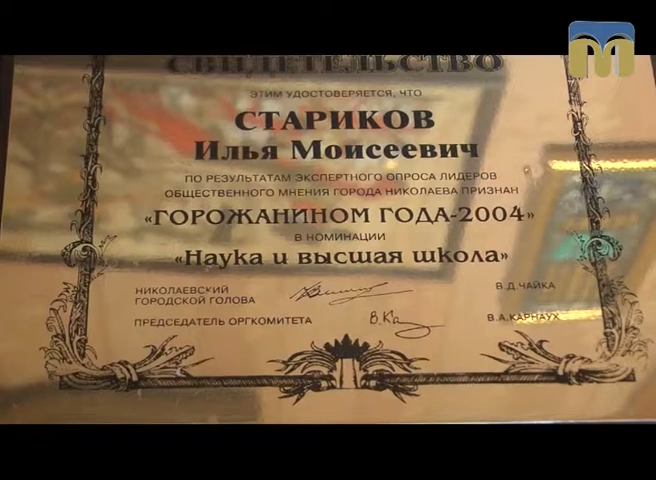 СВИДЕТЕЛЬСТВО
ЭТИМ УДОСТОВЕРЯЕТСЯ, ЧТО
СТАРИКОВ
Илья Моисеевич
ПО РЕЗУЛЬТАТАМ ЭКСПЕРТНОГО ОПРОСА ЛИДЕРОВ
ОБЩЕСТВЕННОГО МНЕНИЯ ГОРОДА НИКОЛАЕВА ПРИЗНАН
«ГОРОЖАНИНОМ ГОДА-2004»
В НОМИНАЦИИ
«Наука и высшая школа»
НИКОЛАЕВСКИЙ
ГОРОДСКОЙ ГОЛОВА
В.Д.ЧАЙКА
ПРЕДСЕДАТЕЛЬ ОРГКОМИТЕТА
В.А.КАРНАУХ